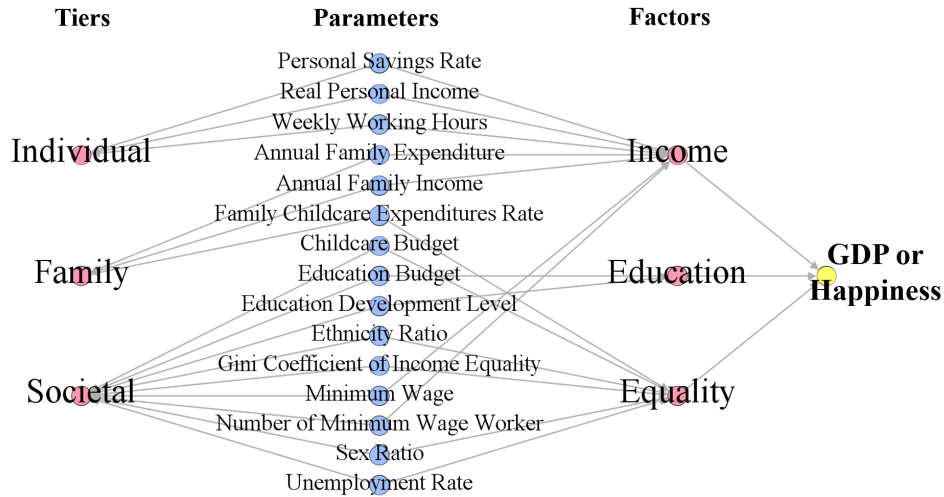 Tiers
Parameters
Factors
Personal Savings Rate
Real Personal Income
Weekly Working Hours
Individual
Annual Family Expenditure
Income
Annual Family Income
Family Childcare Expenditures Rate
Childcare Budget
GDP or
Family
Education Budget
Education
Happiness
Education Development Level
Ethnicity Ratio
Gini Coefficient of Income Equality
Societal
Minimum Wage
Equality
Number of Minimum Wage Worker
Sex Ratio
Unemployment Rate